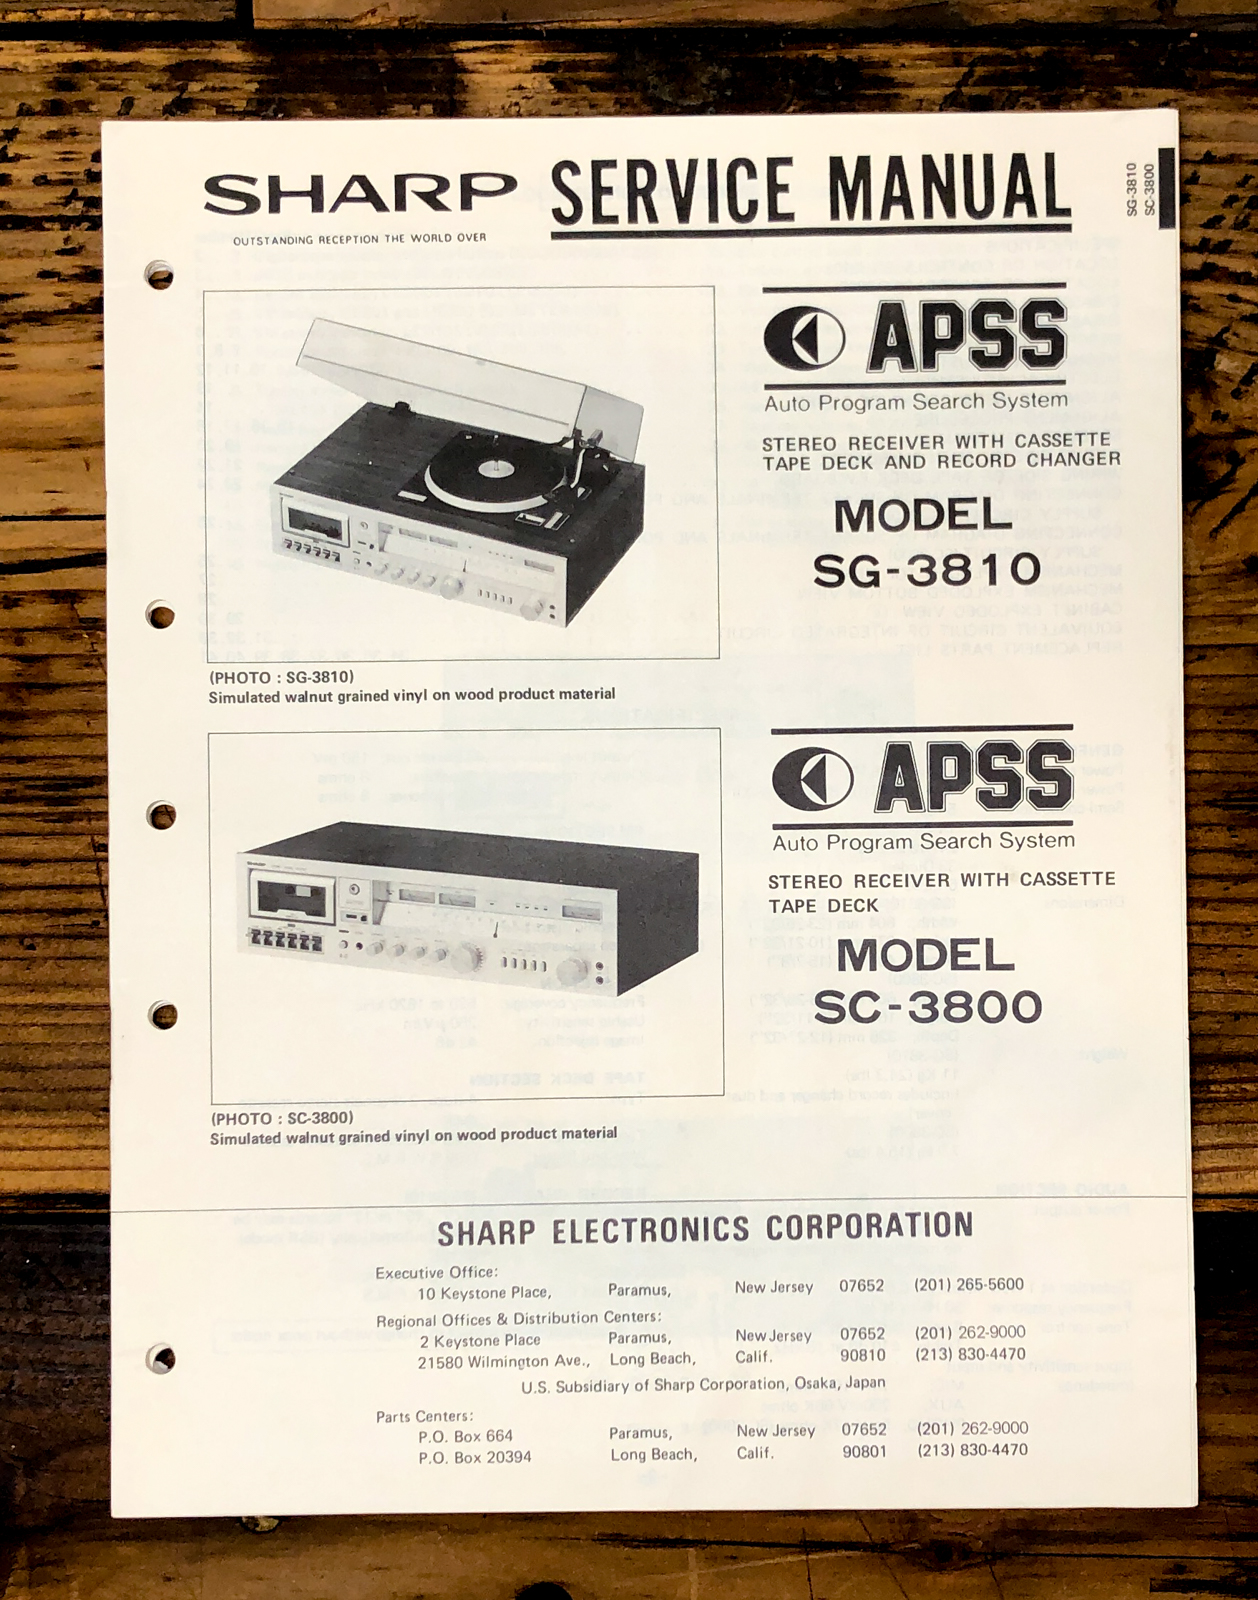 SHARP SERVICE MANUAL
OUTSTANDING RECEPTION THE WORLD OVER
SG-3810
SC-3800
APSS
Auto Program Search System
STEREO RECEIVER WITH CASSETTE
TAPE DECK AND RECORD CHANGER
MODEL
SG-3810
(PHOTO : SG-3810)
Simulated walnut grained vinyl on wood product material
APSS
Auto Program Search System
STEREO RECEIVER WITH CASSETTE
TAPE DECK
MODEL
SC-3800
SHARP
(PHOTO : SC-3800)
Simulated walnut grained vinyl on wood product material
SHARP ELECTRONICS CORPORATION
Executive Office:
10 Keystone Place, Paramus, New Jersey 07652 (201) 265-5600
Regional Offices & Distribution Centers:
2 Keystone Place Paramus, New Jersey 07652 (201) 262-9000
21580 Wilmington Ave., Long Beach, Calif. 90810 (213) 830-4470
U.S. Subsidiary of Sharp Corporation, Osaka, Japan
Parts Centers:
P.O. Box 664 Paramus, New Jersey 07652 (201) 262-9000
P.O. Box 20394 Long Beach, Calif. 90801 (213) 830-4470